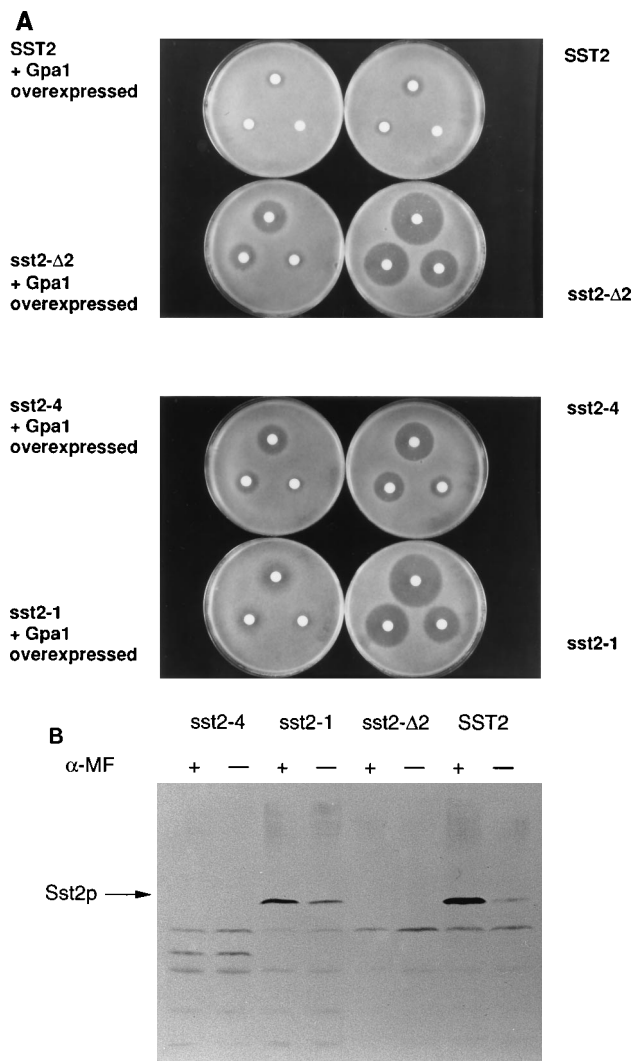 A
SST2
+ Gpa1
overexpressed
SST2
sst2-Δ2
+ Gpa1
overexpressed
sst2-Δ2
sst2-4
+ Gpa1
overexpressed
sst2-4
sst2-1
+ Gpa1
overexpressed
sst2-1
B
sst2-4 sst2-1 sst2-Δ2 SST2
α-MF + — + — + — + —
Sst2p